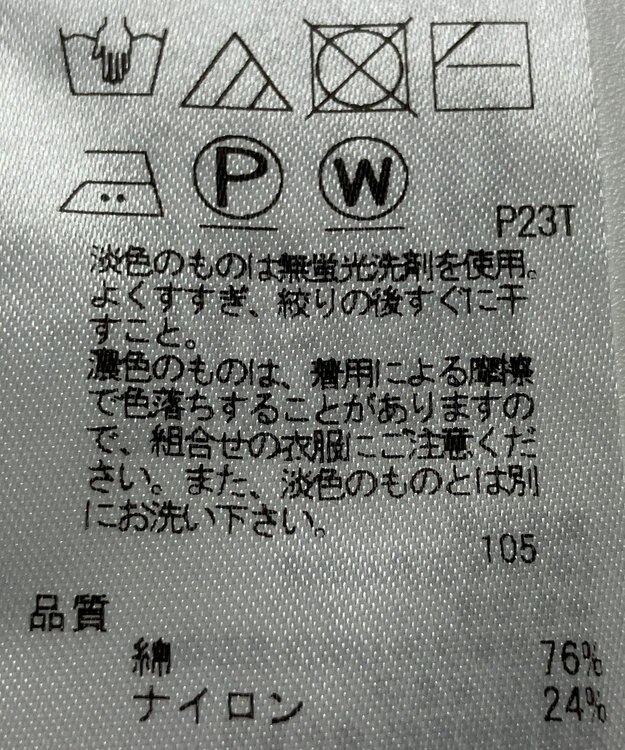 P W
P23T
淡色のものは無蛍光洗剤を使用。
よくすすぎ、絞りの後すぐに干
すこと。
濃色のものは、着用による摩擦
で色落ちすることがありますの
で、組合せの衣服にご注意くだ
さい。また、淡色のものとは別
にお洗い下さい。
105
品質
綿 76%
ナイロン 24%